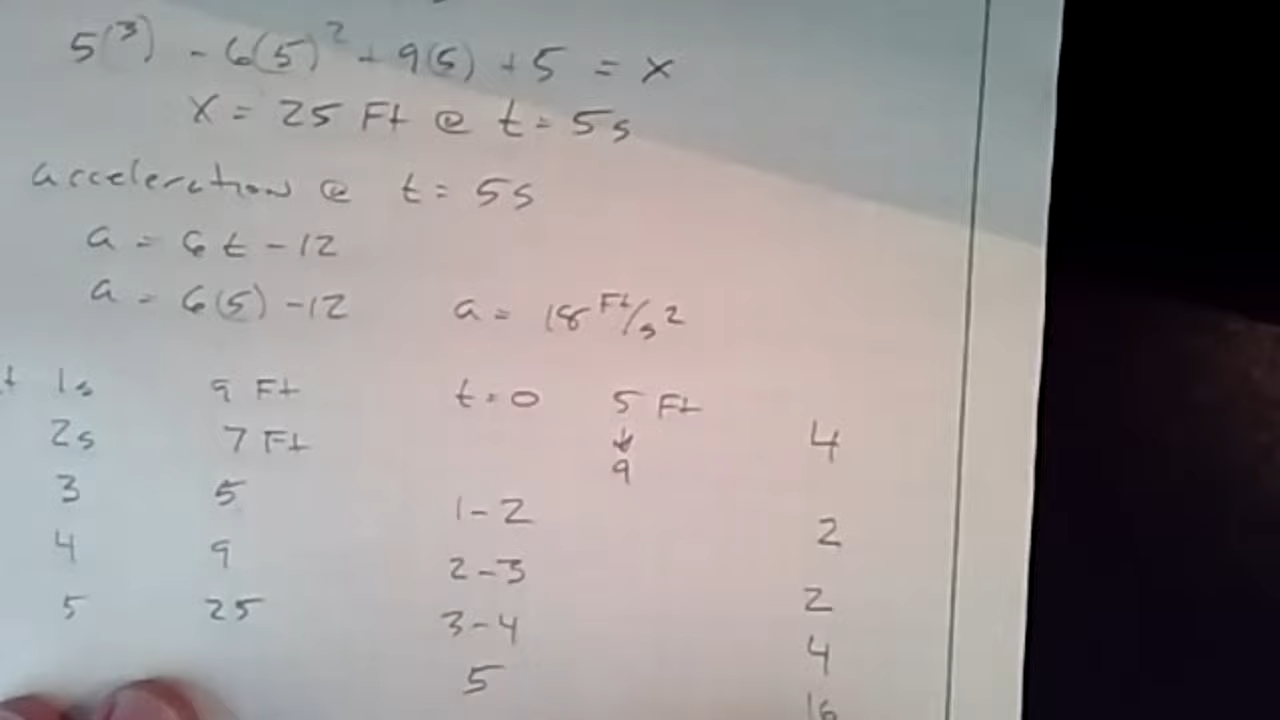 5(³) - 6(5)² + 9(5) + 5 = x
x = 25 Ft @ t = 5s
acceleration @ t = 5s
a = 6t - 12
a = 6(5) - 12 a = 18 Ft/s²
t 1s 9 Ft t = 0 5 Ft 4
2s 7 Ft ↓ 9
3 5 1 - 2 2
4 9 2 - 3 2
5 25 3 - 4 4
5 16